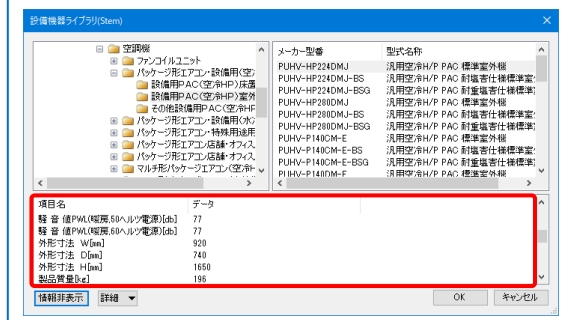 設備機器ライブラリ(Stem)
空調機
ファンコイルユニット
パッケージ形エアコン・設備用(空
設備用PAC(空冷HP)床置
設備用PAC(空冷HP)室外
その他設備用PAC(空冷HF
パッケージ形エアコン・設備用(水
パッケージ形エアコン・特殊用途用
パッケージ形エアコン/店舗・オフィス
パッケージ形エアコン/店舗・オフィス
マルチ形パッケージエアコン(空冷H
メーカー型番 型式名称
PUHV-HP224DMJ 汎用空冷H/P PAC 標準室外機
PUHV-HP224DMJ-BS 汎用空冷H/P PAC 耐塩害仕様標準室
PUHV-HP224DMJ-BSG 汎用空冷H/P PAC 耐重塩害仕様標準
PUHV-HP280DMJ 汎用空冷H/P PAC 標準室外機
PUHV-HP280DMJ-BS 汎用空冷H/P PAC 耐塩害仕様標準室
PUHV-HP280DMJ-BSG 汎用空冷H/P PAC 耐重塩害仕様標準
PUHV-P140CM-E 汎用空冷H/P PAC 標準室外機
PUHV-P140CM-E-BS 汎用空冷H/P PAC 耐塩害仕様標準室
PUHV-P140CM-E-BSG 汎用空冷H/P PAC 耐重塩害仕様標準
PUHV-P140DM-F 汎用空冷H/P PAC 標準室外機
項目名 データ
騒 音 値PWL(暖房,50ヘルツ電源)[db] 77
騒 音 値PWL(暖房,60ヘルツ電源)[db] 77
外形寸法 W[mm] 920
外形寸法 D[mm] 740
外形寸法 H[mm] 1650
製品質量[kg] 196
情報非表示 詳細 OK キャンセル